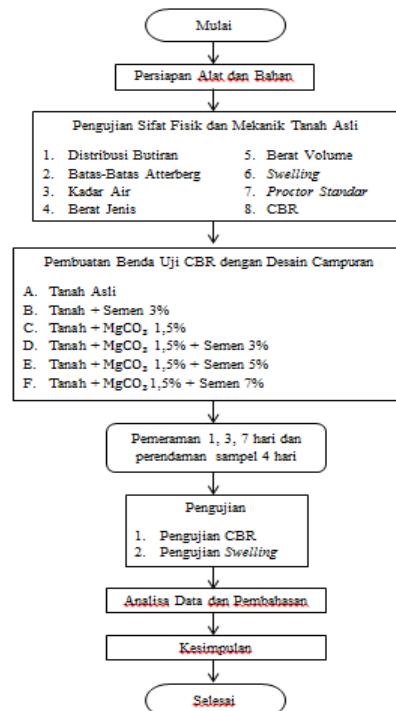 Mulai
Persiapan Alat dan Bahan
Pengujian Sifat Fisik dan Mekanik Tanah Asli
1. Distribusi Butiran
2. Batas-Batas Atterberg
3. Kadar Air
4. Berat Jenis
5. Berat Volume
6. Swelling
7. Proctor Standar
8. CBR
Pembuatan Benda Uji CBR dengan Desain Campuran
A. Tanah Asli
B. Tanah + Semen 3%
C. Tanah + MgCO₂ 1,5%
D. Tanah + MgCO₂ 1,5% + Semen 3%
E. Tanah + MgCO₂ 1,5% + Semen 5%
F. Tanah + MgCO₂ 1,5% + Semen 7%
Pemeraman 1, 3, 7 hari dan
perendaman sampel 4 hari
Pengujian
1. Pengujian CBR
2. Pengujian Swelling
Analisa Data dan Pembahasan
Kesimpulan
Selesai